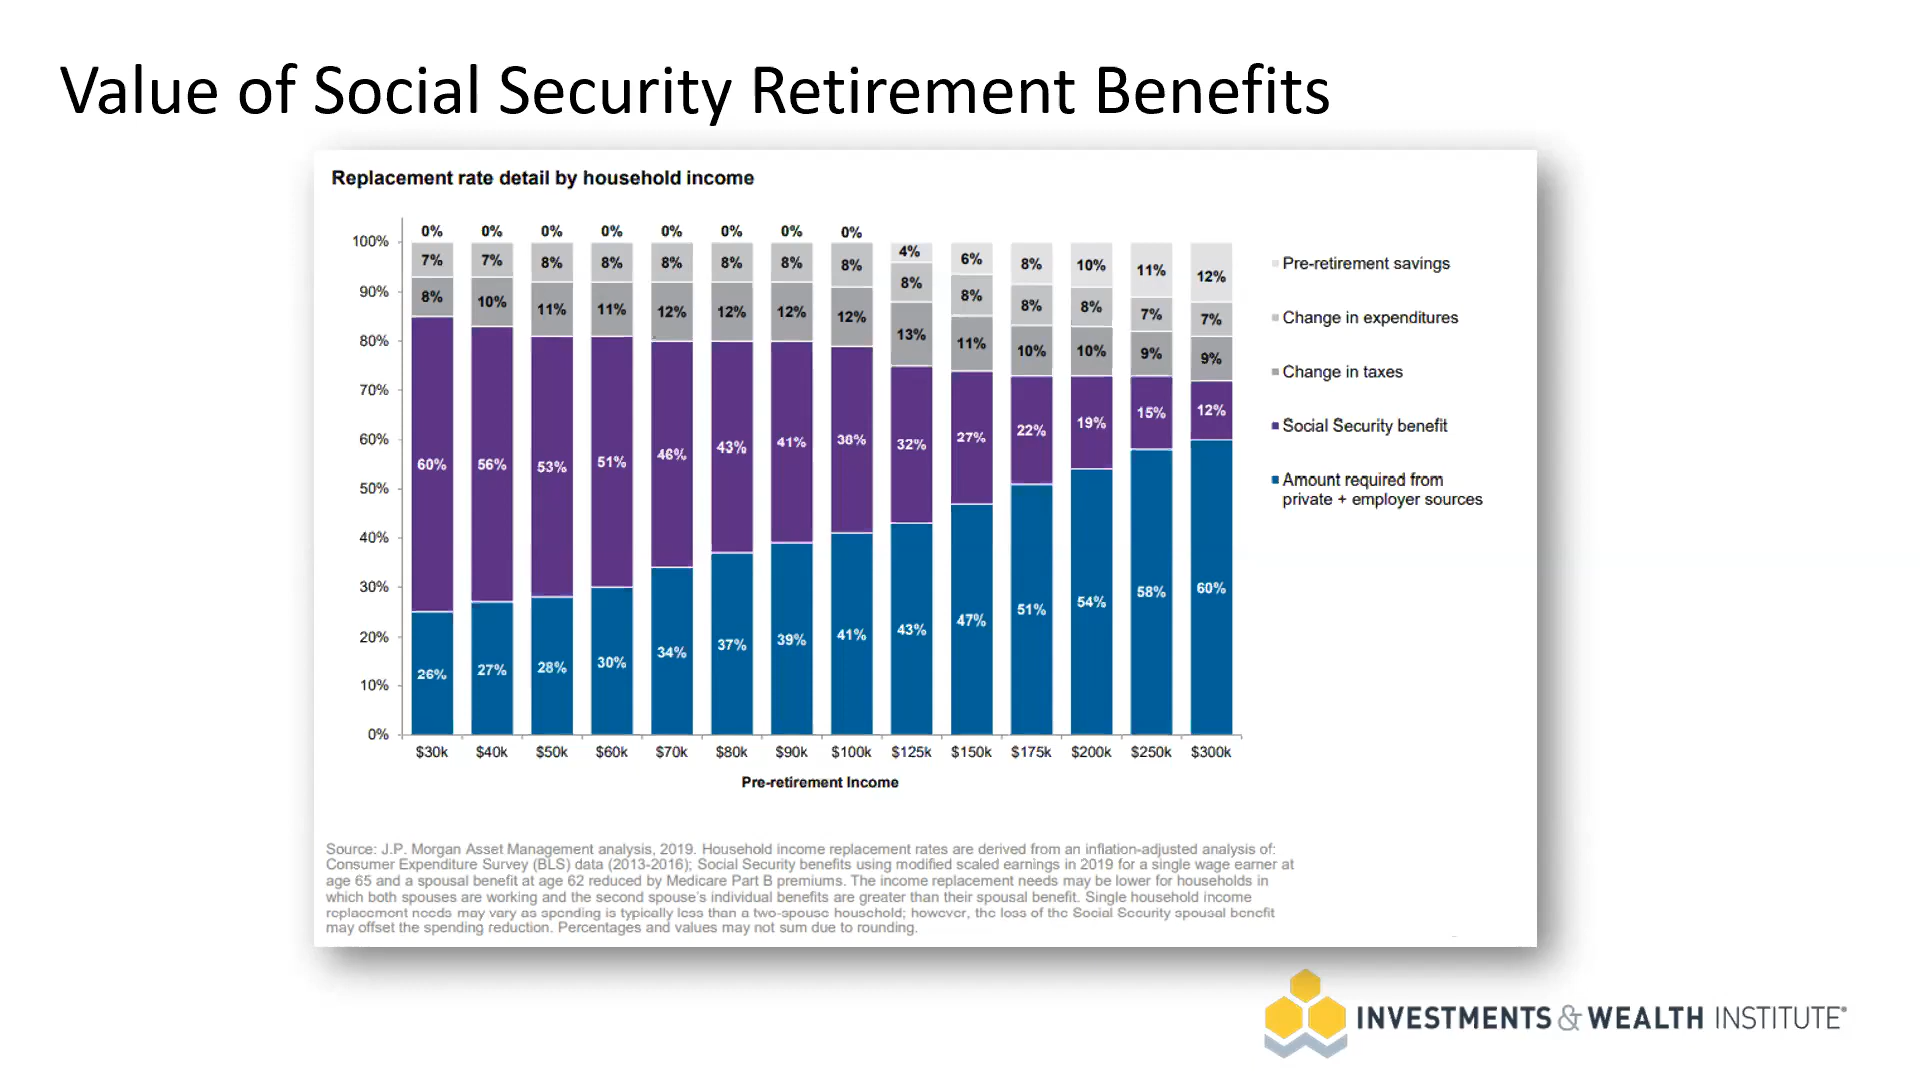 Value of Social Security Retirement Benefits
Replacement rate detail by household income
0% 0% 0% 0% 0% 0% 0% 0%
100%
90%
80%
70%
60%
50%
40%
30%
20%
10%
0%
7% 7% 8% 8% 8% 8% 8% 8% 4% 6% 8% 10% 11% 12%
8% 8% 8% 8% 7% 7%
8% 10% 11% 11% 12% 12% 12% 12% 13% 11% 10% 10% 9% 9%
60% 56% 53% 51% 46% 43% 41% 38% 32% 27% 22% 19% 15% 12%
26% 27% 28% 30% 34% 37% 39% 41% 43% 47% 51% 54% 58% 60%
$30k $40k $50k $60k $70k $80k $90k $100k $125k $150k $175k $200k $250k $300k
Pre-retirement Income
Pre-retirement savings
Change in expenditures
Change in taxes
Social Security benefit
Amount required from
private + employer sources
Source: J.P. Morgan Asset Management analysis, 2019. Household income replacement rates are derived from an inflation-adjusted analysis of:
Consumer Expenditure Survey (BLS) data (2013-2016); Social Security benefits using modified scaled earnings in 2019 for a single wage earner at
age 65 and a spousal benefit at age 62 reduced by Medicare Part B premiums. The income replacement needs may be lower for households in
which both spouses are working and the second spouse's individual benefits are greater than their spousal benefit. Single household income
replacement needs may vary as spending is typically less than a two-spouse household; however, the loss of the Social Security spousal benefit
may offset the spending reduction. Percentages and values may not sum due to rounding.
INVESTMENTS & WEALTH INSTITUTE®